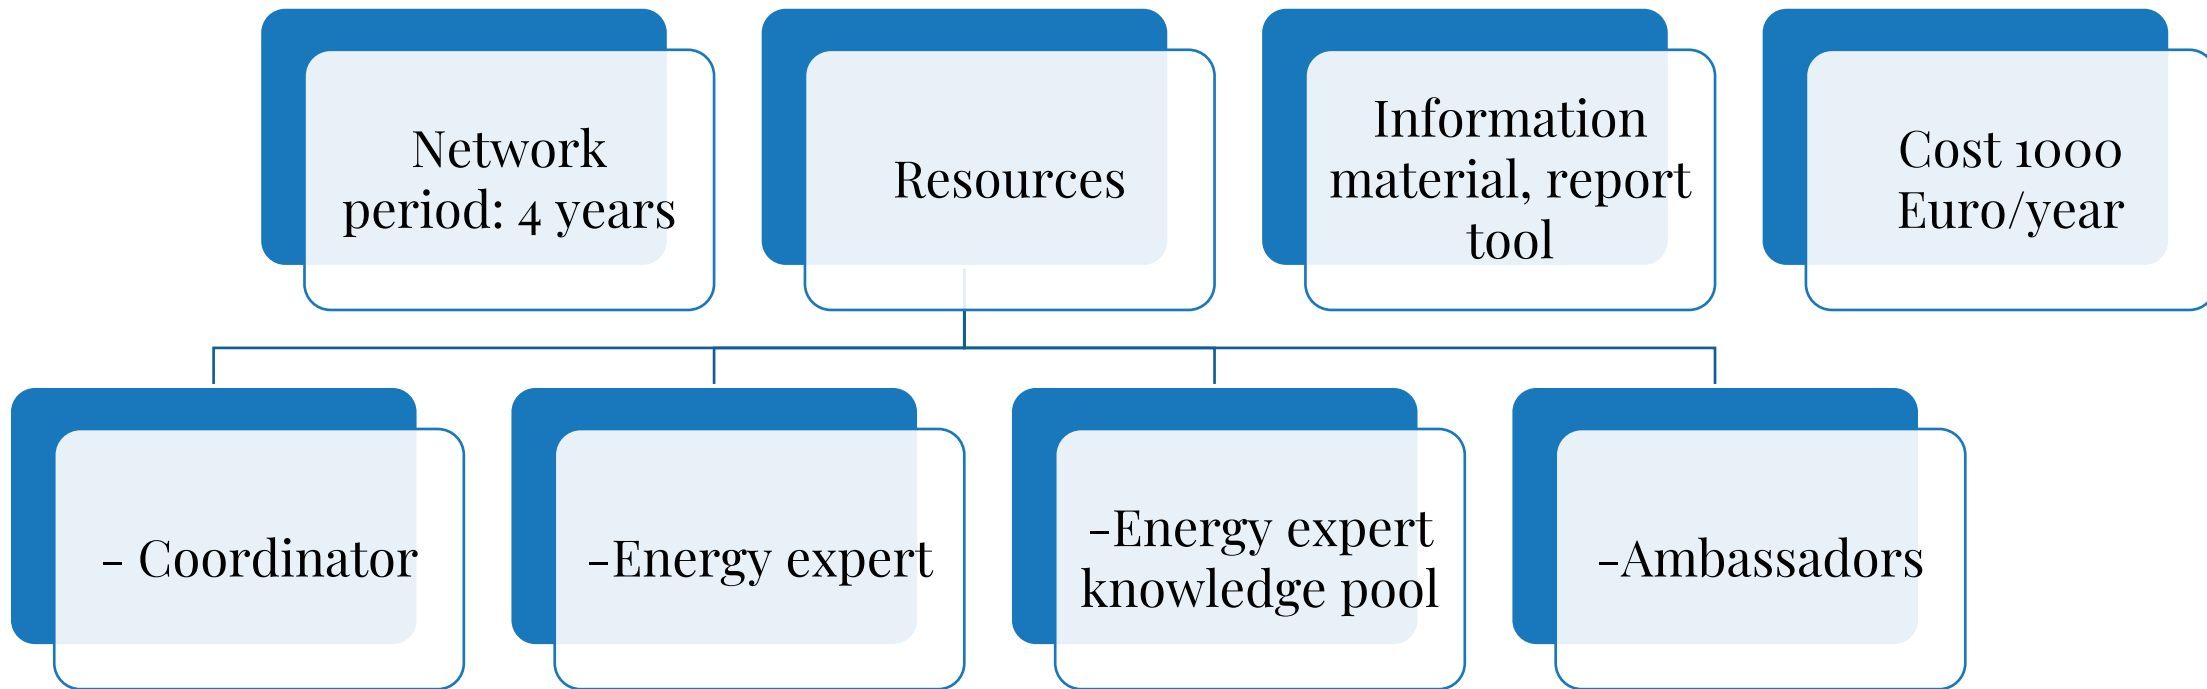 Network
period: 4 years
Resources
Information
material, report
tool
Cost 1000
Euro/year
- Coordinator
-Energy expert
-Energy expert
knowledge pool
-Ambassadors